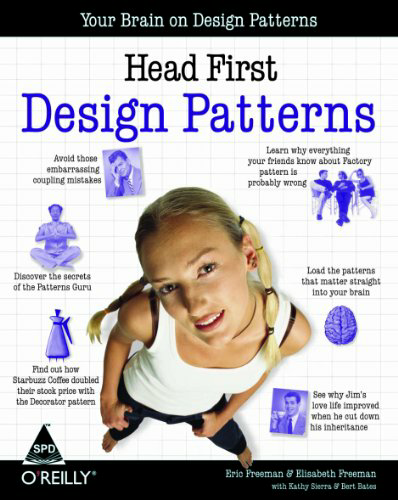 Your Brain on Design Patterns
Head First
Design Patterns
Avoid those
embarrassing
coupling mistakes
Learn why everything
your friends know about Factory
pattern is
probably wrong
Discover the secrets
of the Patterns Guru
Load the patterns
that matter straight
into your brain
Find out how
Starbuzz Coffee doubled
their stock price with
the Decorator pattern
See why Jim's
love life improved
when he cut down
his inheritance
SPD
O'REILLY®
Eric Freeman & Elisabeth Freeman
with Kathy Sierra & Bert Bates